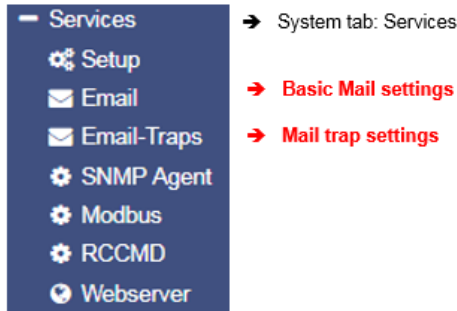 Services → System tab: Services
Setup
Email → Basic Mail settings
Email-Traps → Mail trap settings
SNMP Agent
Modbus
RCCMD
Webserver